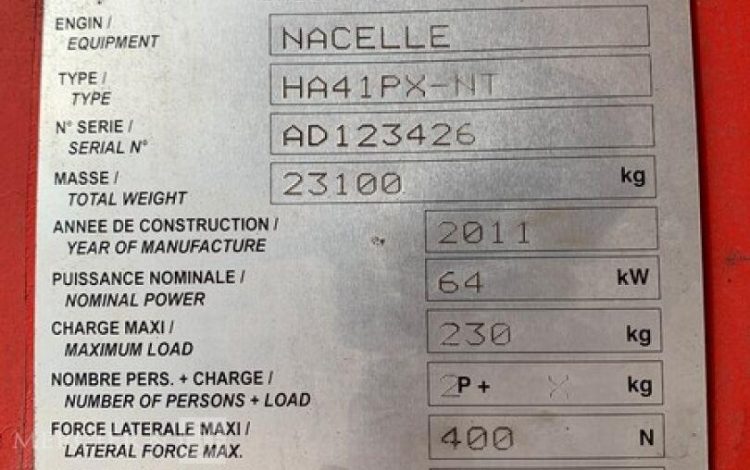 ENGIN / NACELLE
EQUIPMENT
TYPE / HA41PX-NT
TYPE
N° SERIE / AD123426
SERIAL N°
MASSE / 23100 kg
TOTAL WEIGHT
ANNEE DE CONSTRUCTION / 2011
YEAR OF MANUFACTURE
PUISSANCE NOMINALE / 64 kW
NOMINAL POWER
CHARGE MAXI / 230 kg
MAXIMUM LOAD
NOMBRE PERS. + CHARGE / 2P + X kg
NUMBER OF PERSONS + LOAD
FORCE LATERALE MAXI / 400 N
LATERAL FORCE MAX.